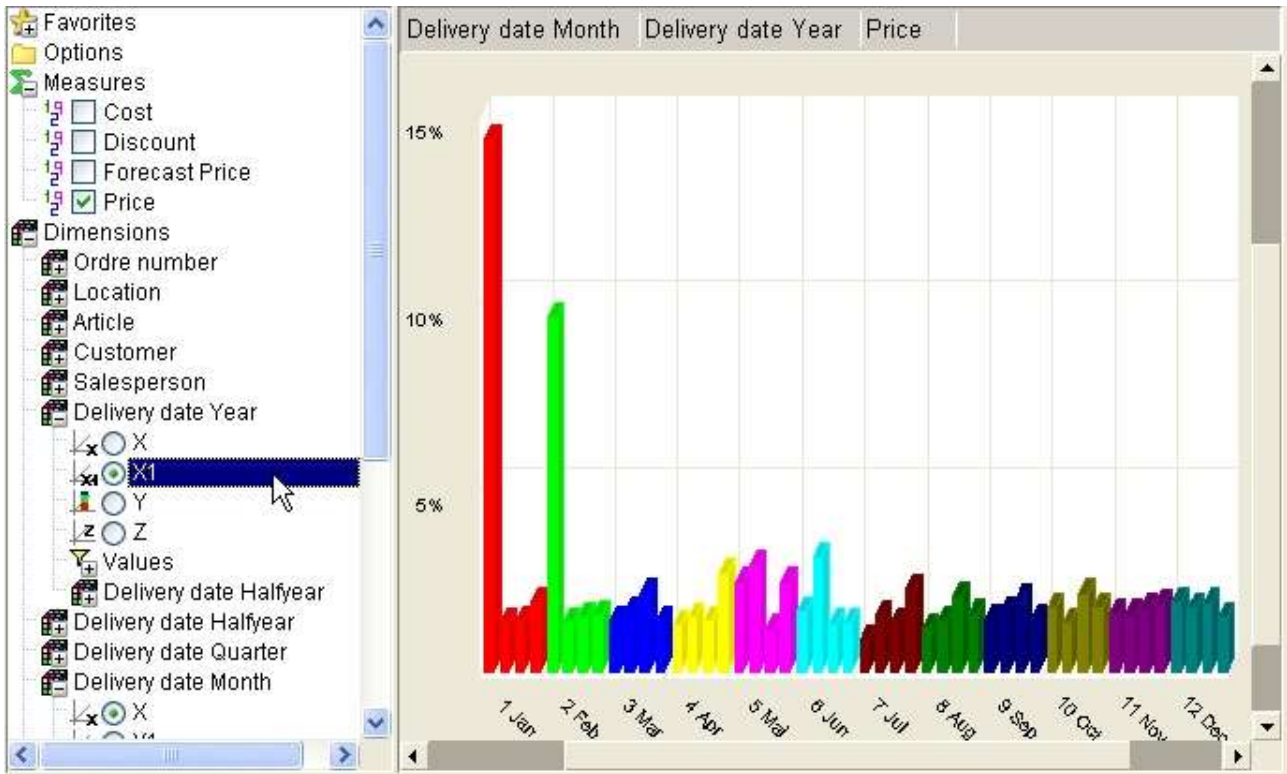 Favorites
Options
Measures
Cost
Discount
Forecast Price
Price
Dimensions
Ordre number
Location
Article
Customer
Salesperson
Delivery date Year
X
X1
Y
Z
Values
Delivery date Halfyear
Delivery date Halfyear
Delivery date Quarter
Delivery date Month
X
Delivery date Month Delivery date Year Price
15%
10%
5%
1 Jan 2 Feb 3 Mar 4 Apr 5 Mai 6 Jun 7 Jul 8 Aug 9 Sep 10 Oct 11 Nov 12 Dec